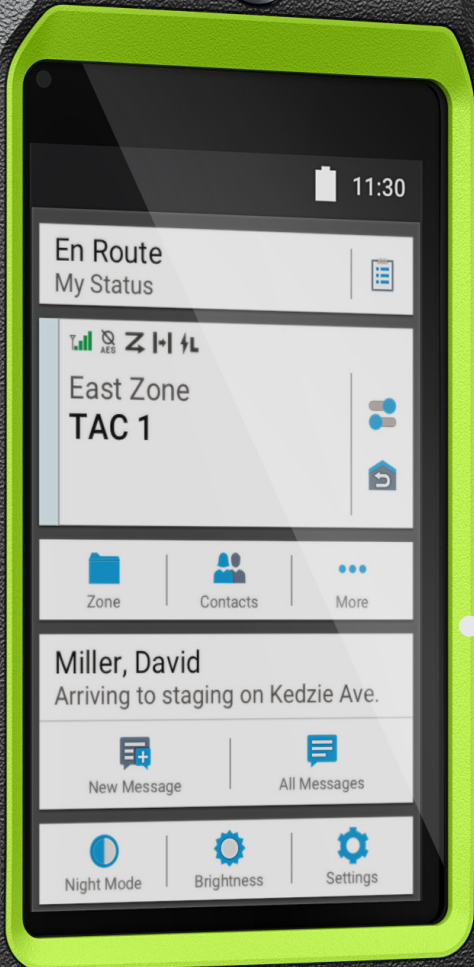 11:30
En Route
My Status
AES
L
East Zone
TAC 1
Zone
Contacts
More
Miller, David
Arriving to staging on Kedzie Ave.
New Message
All Messages
Night Mode
Brightness
Settings